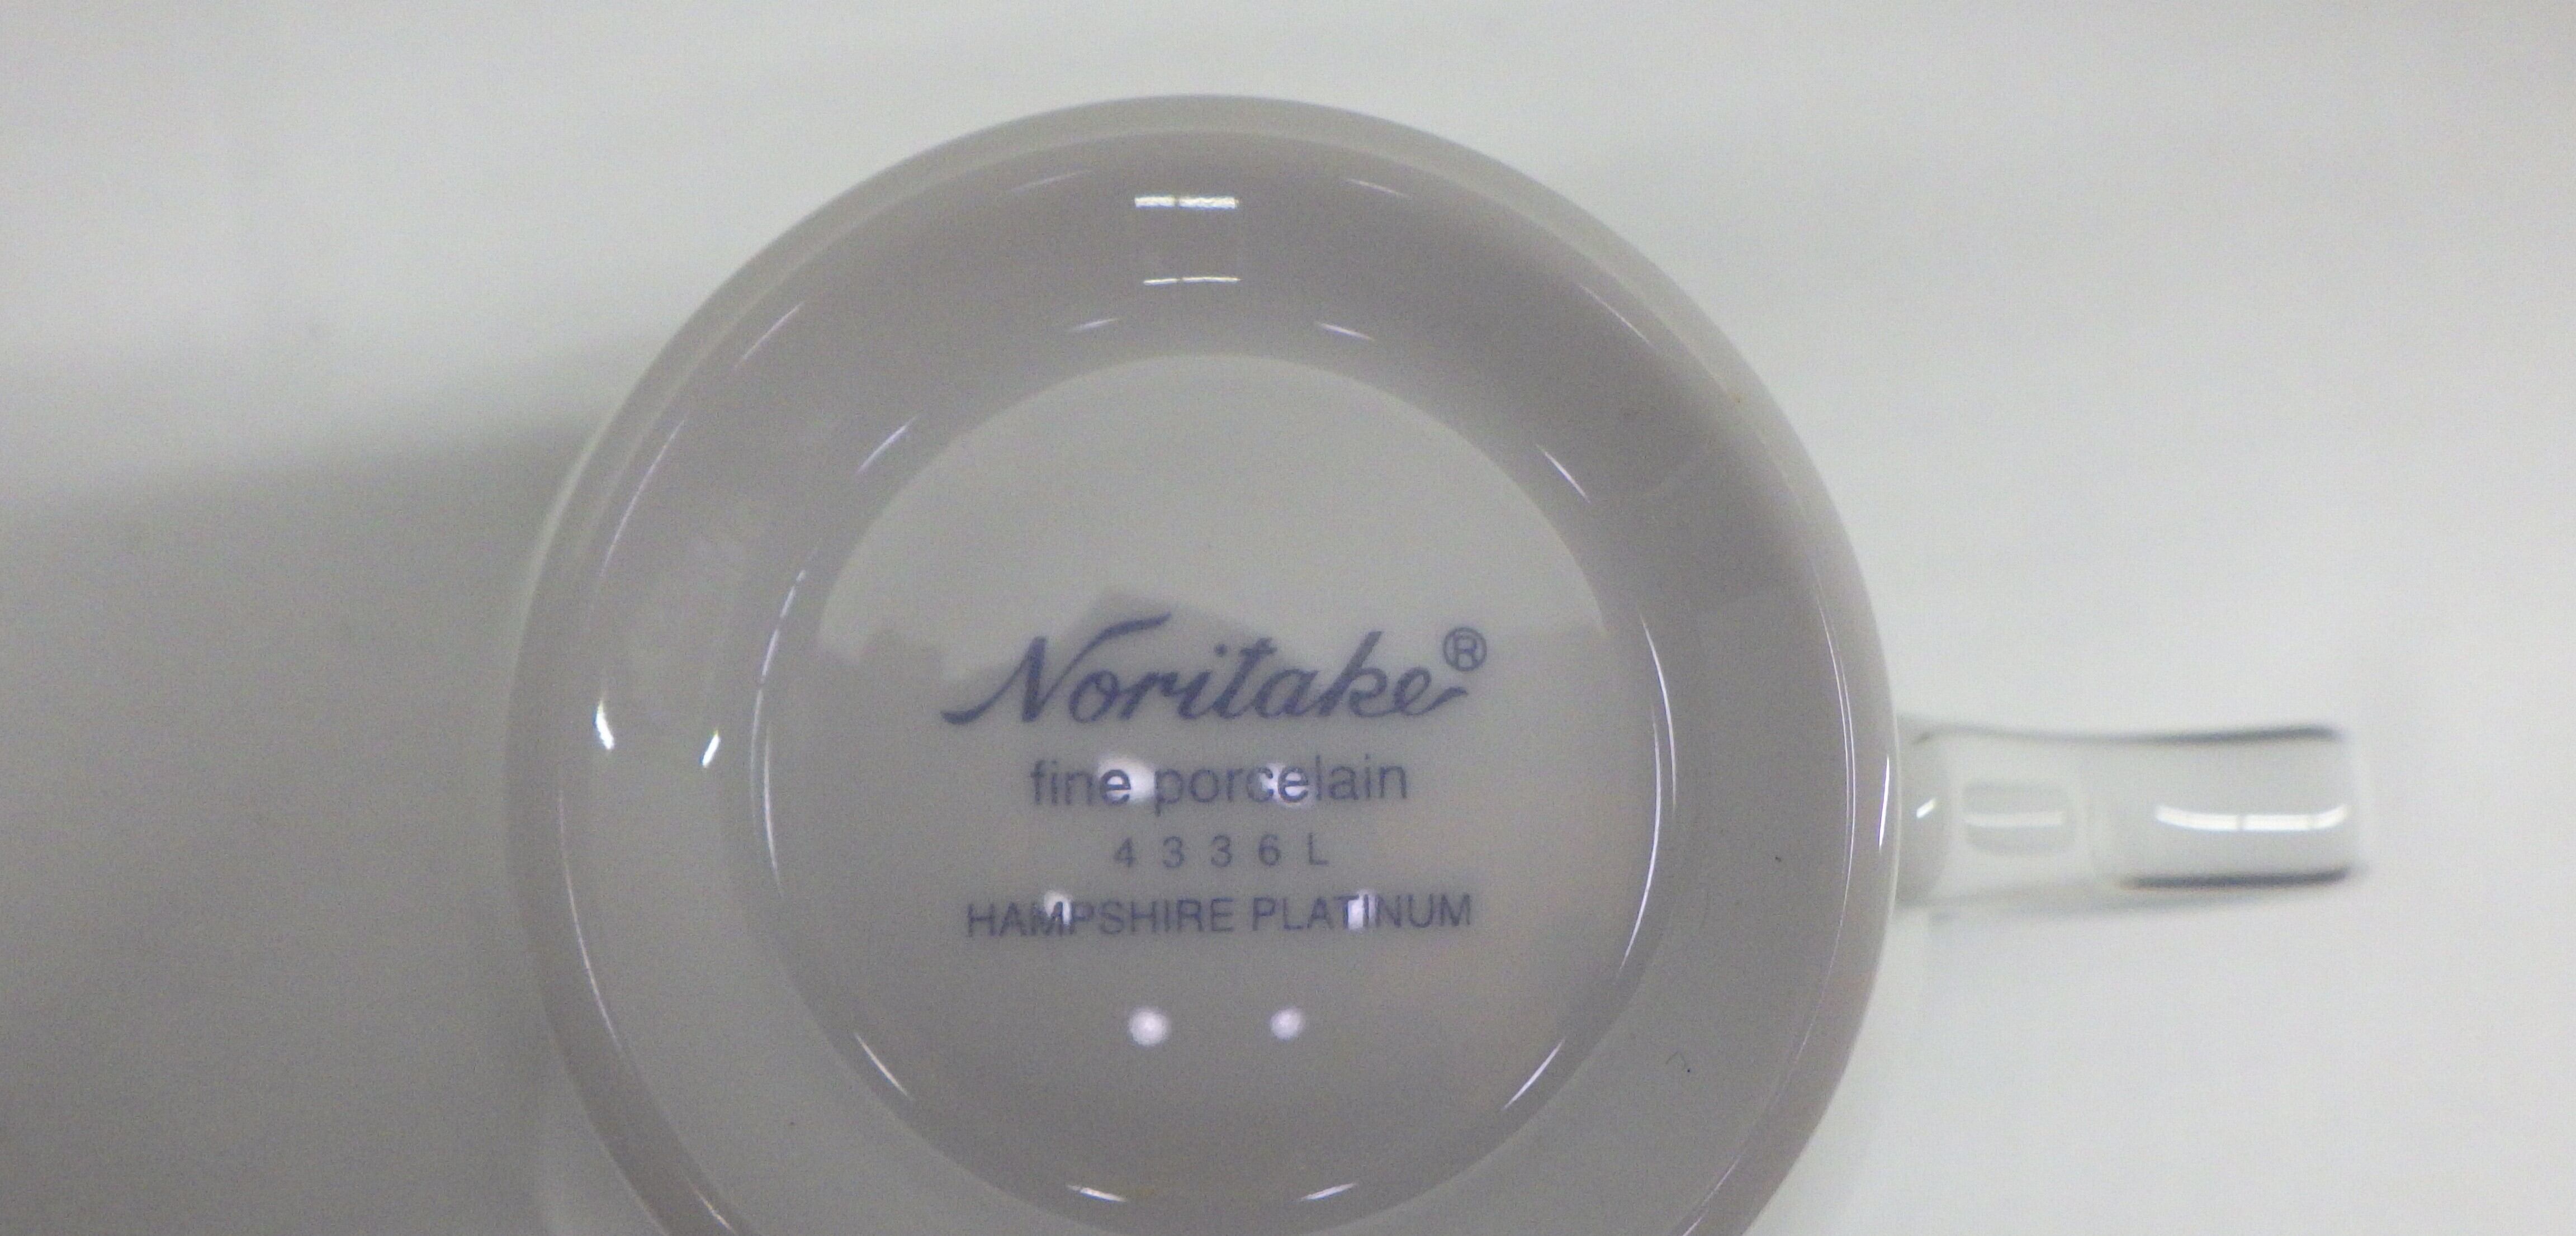 Noritake®
fine porcelain
4336L
HAMPSHIRE PLATINUM